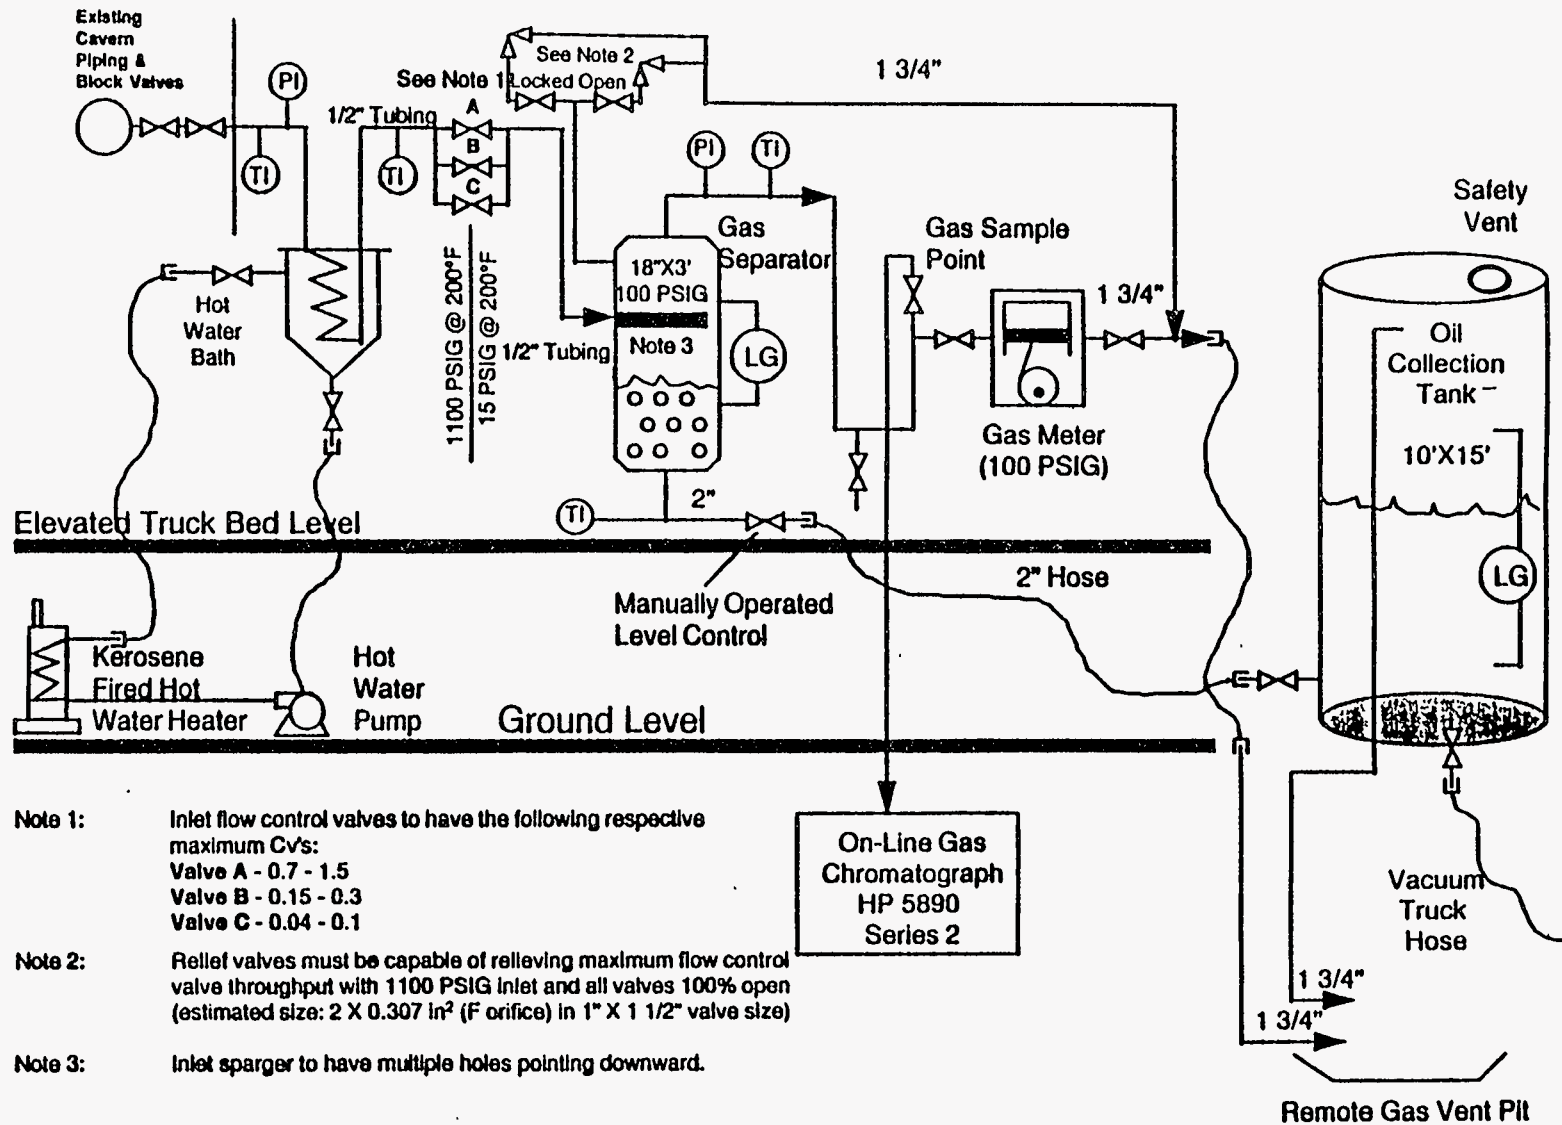 Existing
Cavern
Piping &
Block Valves
PI
TI
1/2" Tubing
TI
See Note 1
A
B
C
See Note 2
Locked Open
1 3/4"
PI
TI
Gas
Separator
18"X3'
100 PSIG
Note 3
LG
1/2" Tubing
1100 PSIG @ 200°F
15 PSIG @ 200°F
Hot
Water
Bath
Gas Sample
Point
1 3/4"
Gas Meter
(100 PSIG)
Safety
Vent
Oil
Collection
Tank
10'X15'
LG
2"
TI
Elevated Truck Bed Level
2" Hose
Manually Operated
Level Control
Kerosene
Fired Hot
Water Heater
Hot
Water
Pump
Ground Level
On-Line Gas
Chromatograph
HP 5890
Series 2
Vacuum
Truck
Hose
1 3/4"
1 3/4"
Remote Gas Vent Pit
Note 1: Inlet flow control valves to have the following respective
maximum Cv's:
Valve A - 0.7 - 1.5
Valve B - 0.15 - 0.3
Valve C - 0.04 - 0.1
Note 2: Relief valves must be capable of relieving maximum flow control
valve throughput with 1100 PSIG inlet and all valves 100% open
(estimated size: 2 X 0.307 in² (F orifice) in 1" X 1 1/2" valve size)
Note 3: Inlet sparger to have multiple holes pointing downward.